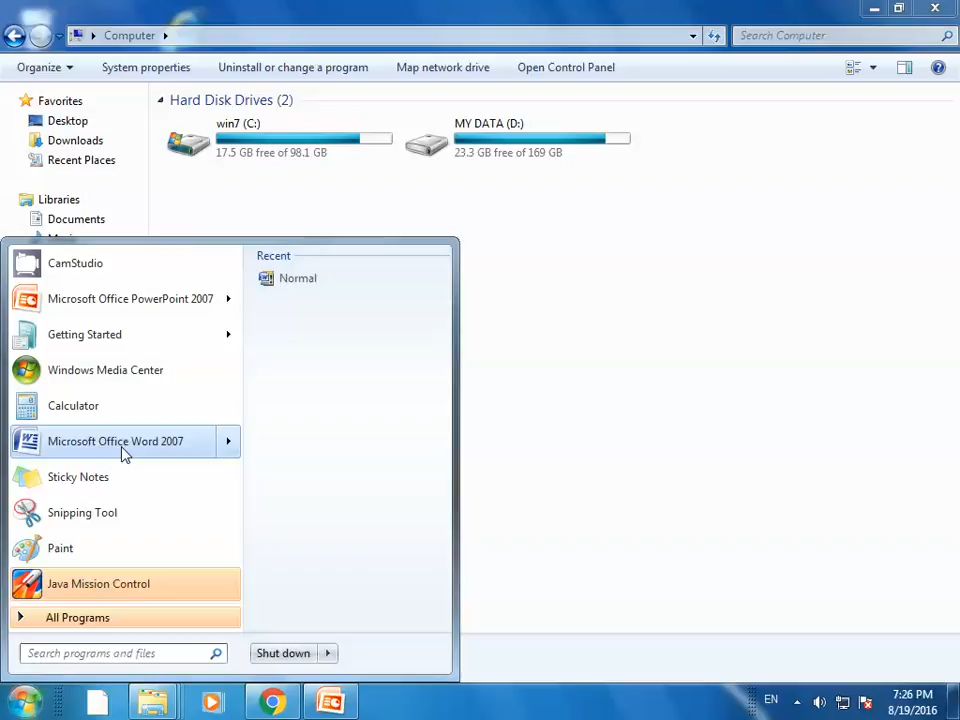 Computer
Search Computer
Organize
System properties
Uninstall or change a program
Map network drive
Open Control Panel
Favorites
Desktop
Downloads
Recent Places
Libraries
Documents
Hard Disk Drives (2)
win7 (C:)
17.5 GB free of 98.1 GB
MY DATA (D:)
23.3 GB free of 169 GB
CamStudio
Microsoft Office PowerPoint 2007
Getting Started
Windows Media Center
Calculator
Microsoft Office Word 2007
Sticky Notes
Snipping Tool
Paint
Java Mission Control
All Programs
Search programs and files
Recent
Normal
Shut down
EN
7:26 PM
8/19/2016